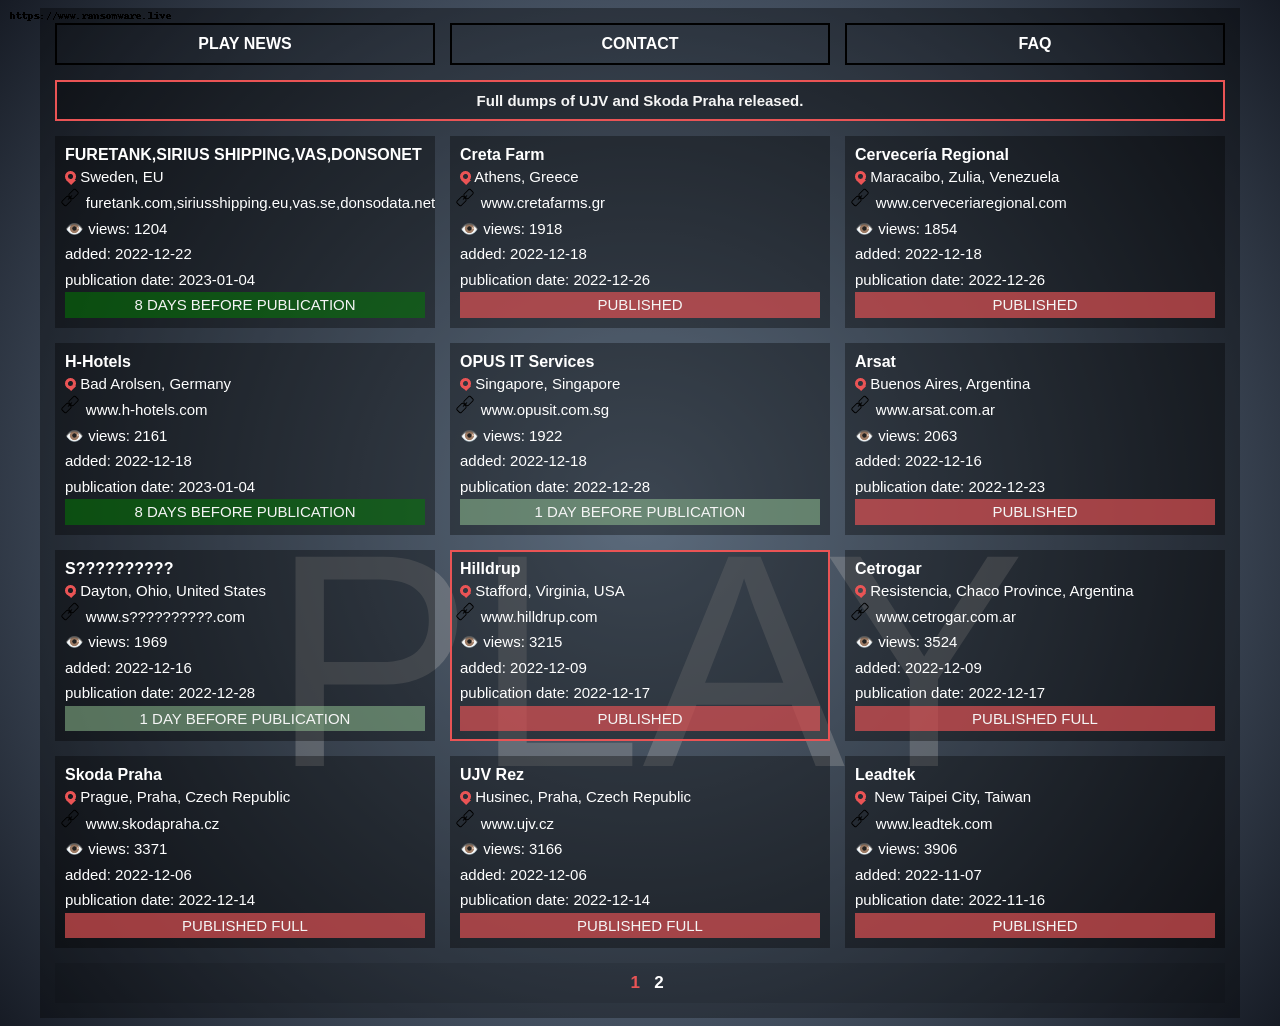 https://www.ransomware.live
PLAY NEWS
CONTACT
FAQ
Full dumps of UJV and Skoda Praha released.
FURETANK,SIRIUS SHIPPING,VAS,DONSONET
Sweden, EU
furetank.com,siriusshipping.eu,vas.se,donsodata.net
views: 1204
added: 2022-12-22
publication date: 2023-01-04
8 DAYS BEFORE PUBLICATION
Creta Farm
Athens, Greece
www.cretafarms.gr
views: 1918
added: 2022-12-18
publication date: 2022-12-26
PUBLISHED
Cervecería Regional
Maracaibo, Zulia, Venezuela
www.cerveceriaregional.com
views: 1854
added: 2022-12-18
publication date: 2022-12-26
PUBLISHED
H-Hotels
Bad Arolsen, Germany
www.h-hotels.com
views: 2161
added: 2022-12-18
publication date: 2023-01-04
8 DAYS BEFORE PUBLICATION
OPUS IT Services
Singapore, Singapore
www.opusit.com.sg
views: 1922
added: 2022-12-18
publication date: 2022-12-28
1 DAY BEFORE PUBLICATION
Arsat
Buenos Aires, Argentina
www.arsat.com.ar
views: 2063
added: 2022-12-16
publication date: 2022-12-23
PUBLISHED
S??????????
Dayton, Ohio, United States
www.s??????????.com
views: 1969
added: 2022-12-16
publication date: 2022-12-28
1 DAY BEFORE PUBLICATION
Hilldrup
Stafford, Virginia, USA
www.hilldrup.com
views: 3215
added: 2022-12-09
publication date: 2022-12-17
PUBLISHED
Cetrogar
Resistencia, Chaco Province, Argentina
www.cetrogar.com.ar
views: 3524
added: 2022-12-09
publication date: 2022-12-17
PUBLISHED FULL
PLAY
Skoda Praha
Prague, Praha, Czech Republic
www.skodapraha.cz
views: 3371
added: 2022-12-06
publication date: 2022-12-14
PUBLISHED FULL
UJV Rez
Husinec, Praha, Czech Republic
www.ujv.cz
views: 3166
added: 2022-12-06
publication date: 2022-12-14
PUBLISHED FULL
Leadtek
New Taipei City, Taiwan
www.leadtek.com
views: 3906
added: 2022-11-07
publication date: 2022-11-16
PUBLISHED
1 2